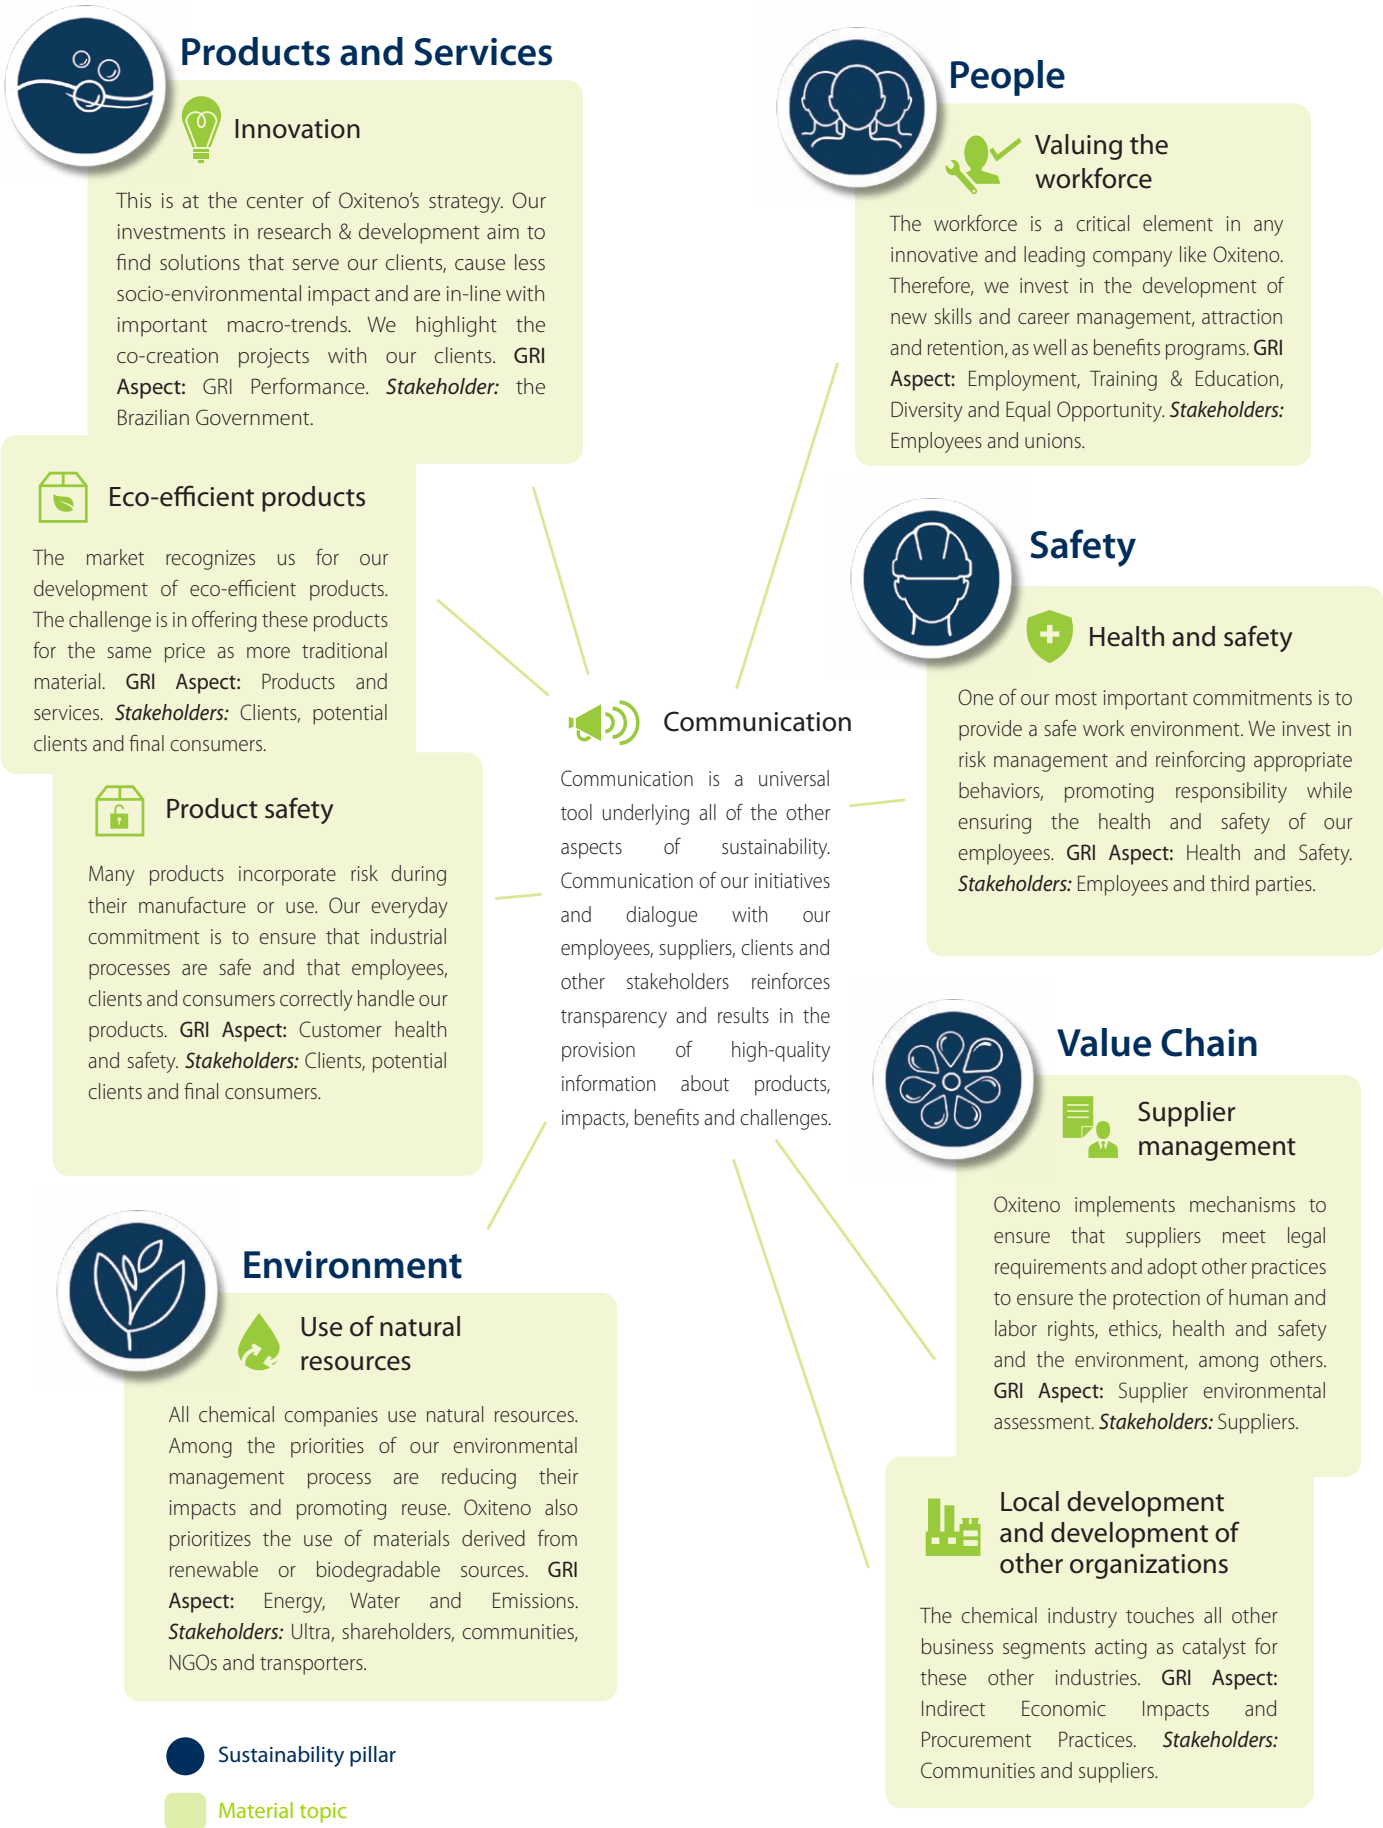 Products and Services
Innovation
This is at the center of Oxiteno’s strategy. Our
investments in research & development aim to
find solutions that serve our clients, cause less
socio-environmental impact and are in-line with
important macro-trends. We highlight the
co-creation projects with our clients. GRI
Aspect: GRI Performance. Stakeholder: the
Brazilian Government.
Eco-efficient products
The market recognizes us for our
development of eco-efficient products.
The challenge is in offering these products
for the same price as more traditional
material. GRI Aspect: Products and
services. Stakeholders: Clients, potential
clients and final consumers.
Product safety
Many products incorporate risk during
their manufacture or use. Our everyday
commitment is to ensure that industrial
processes are safe and that employees,
clients and consumers correctly handle our
products. GRI Aspect: Customer health
and safety. Stakeholders: Clients, potential
clients and final consumers.
Environment
Use of natural
resources
All chemical companies use natural resources.
Among the priorities of our environmental
management process are reducing their
impacts and promoting reuse. Oxiteno also
prioritizes the use of materials derived from
renewable or biodegradable sources. GRI
Aspect: Energy, Water and Emissions.
Stakeholders: Ultra, shareholders, communities,
NGOs and transporters.
Communication
Communication is a universal
tool underlying all of the other
aspects of sustainability.
Communication of our initiatives
and dialogue with our
employees, suppliers, clients and
other stakeholders reinforces
transparency and results in the
provision of high-quality
information about products,
impacts, benefits and challenges.
People
Valuing the
workforce
The workforce is a critical element in any
innovative and leading company like Oxiteno.
Therefore, we invest in the development of
new skills and career management, attraction
and retention, as well as benefits programs. GRI
Aspect: Employment, Training & Education,
Diversity and Equal Opportunity. Stakeholders:
Employees and unions.
Safety
Health and safety
One of our most important commitments is to
provide a safe work environment. We invest in
risk management and reinforcing appropriate
behaviors, promoting responsibility while
ensuring the health and safety of our
employees. GRI Aspect: Health and Safety.
Stakeholders: Employees and third parties.
Value Chain
Supplier
management
Oxiteno implements mechanisms to
ensure that suppliers meet legal
requirements and adopt other practices
to ensure the protection of human and
labor rights, ethics, health and safety
and the environment, among others.
GRI Aspect: Supplier environmental
assessment. Stakeholders: Suppliers.
Local development
and development of
other organizations
The chemical industry touches all other
business segments acting as catalyst for
these other industries. GRI Aspect:
Indirect Economic Impacts and
Procurement Practices. Stakeholders:
Communities and suppliers.
Sustainability pillar
Material topic